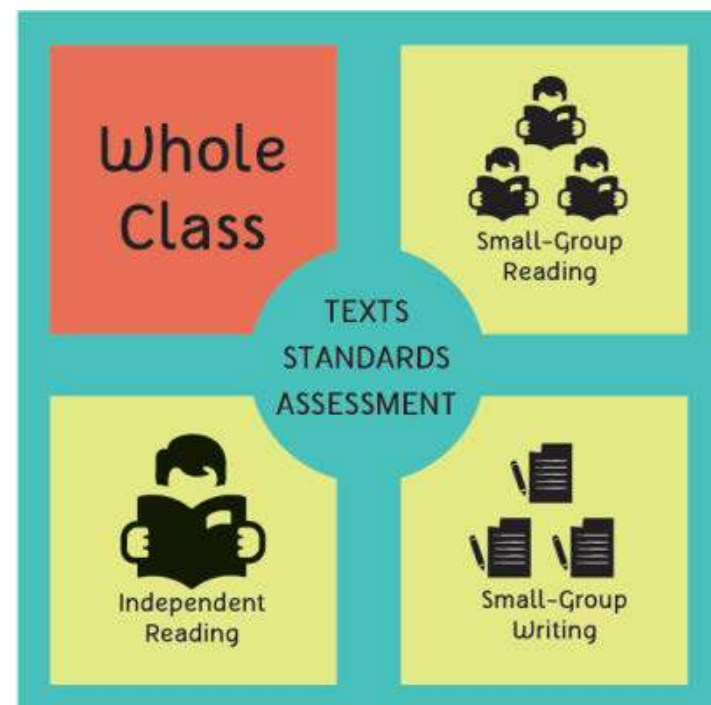 Whole
Class
Small-Group
Reading
TEXTS
STANDARDS
ASSESSMENT
Independent
Reading
Small-Group
Writing